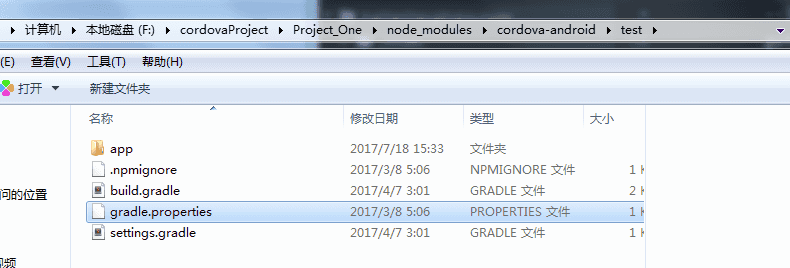 计算机 本地磁盘 (F:) cordovaProject Project_One node_modules cordova-android test
(E) 查看(V) 工具(T) 帮助(H)
打开 新建文件夹
名称 修改日期 类型 大小
app 2017/7/18 15:33 文件夹
.npmignore 2017/3/8 5:06 NPMIGNORE 文件 1 K
问的位置 build.gradle 2017/4/7 3:01 GRADLE 文件 2 K
gradle.properties 2017/3/8 5:06 PROPERTIES 文件 1 K
settings.gradle 2017/4/7 3:01 GRADLE 文件 1 K
视频